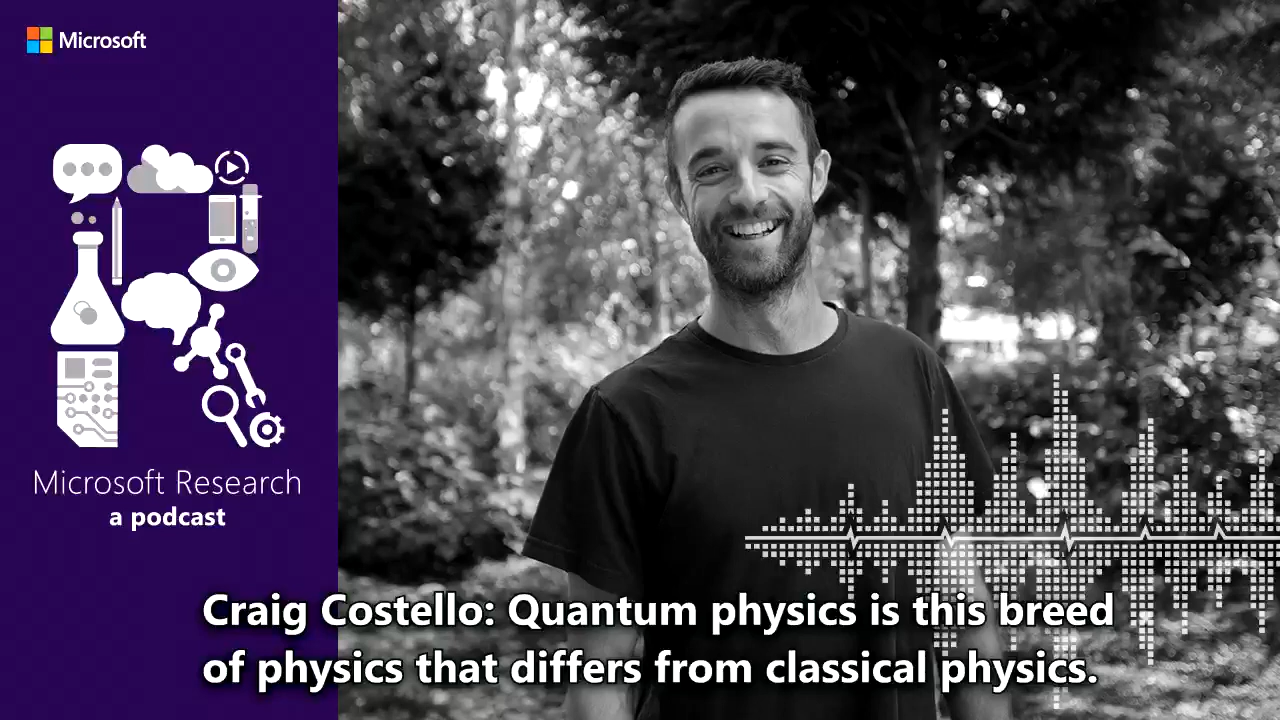 Microsoft
Microsoft Research
a podcast
Craig Costello: Quantum physics is this breed
of physics that differs from classical physics.